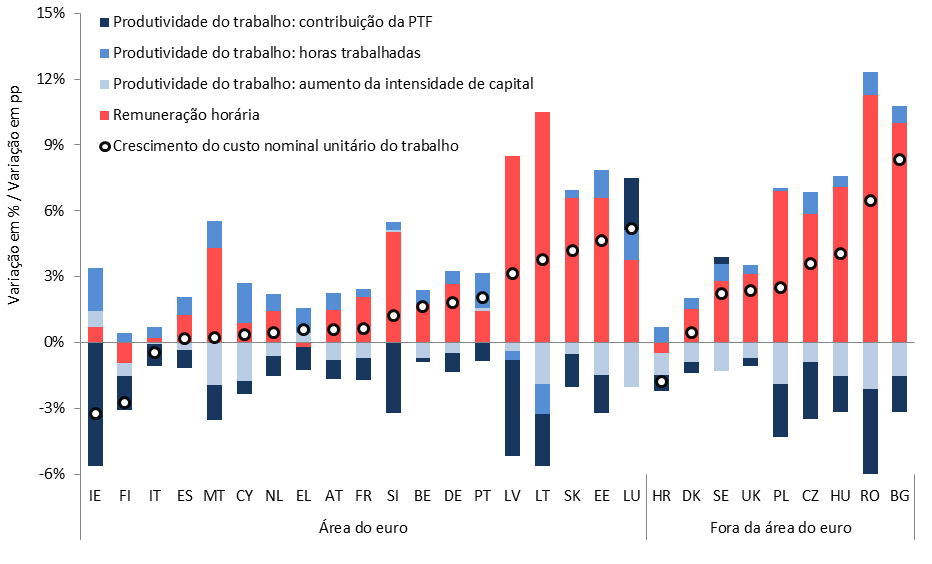 15%
12%
9%
6%
3%
0%
-3%
-6%
Variação em % / Variação em pp
Produtividade do trabalho: contribuição da PTF
Produtividade do trabalho: horas trabalhadas
Produtividade do trabalho: aumento da intensidade de capital
Remuneração horária
Crescimento do custo nominal unitário do trabalho
IE FI IT ES MT CY NL EL AT FR SI BE DE PT LV LT SK EE LU HR DK SE UK PL CZ HU RO BG
Área do euro Fora da área do euro